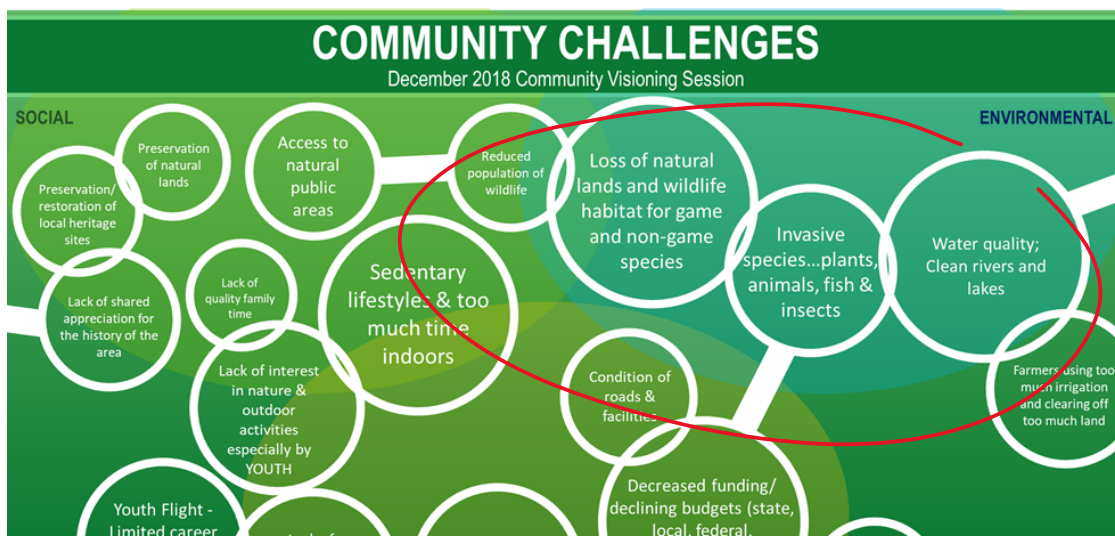 COMMUNITY CHALLENGES
December 2018 Community Visioning Session
SOCIAL
ENVIRONMENTAL
Preservation
of natural
lands
Access to
natural
public
areas
Reduced
population of
wildlife
Loss of natural
lands and wildlife
habitat for game
and non-game
species
Preservation/
restoration of
local heritage
sites
Invasive
species...plants,
animals, fish &
insects
Water quality;
Clean rivers and
lakes
Lack of shared
appreciation for
the history of the
area
Lack of
quality family
time
Sedentary
lifestyles & too
much time
indoors
Lack of interest
in nature &
outdoor
activities
especially by
YOUTH
Condition of
roads &
facilities
Farmers using too
much irrigation
and clearing off
too much land
Youth Flight -
Limited career
Decreased funding/
declining budgets (state,
local, federal,